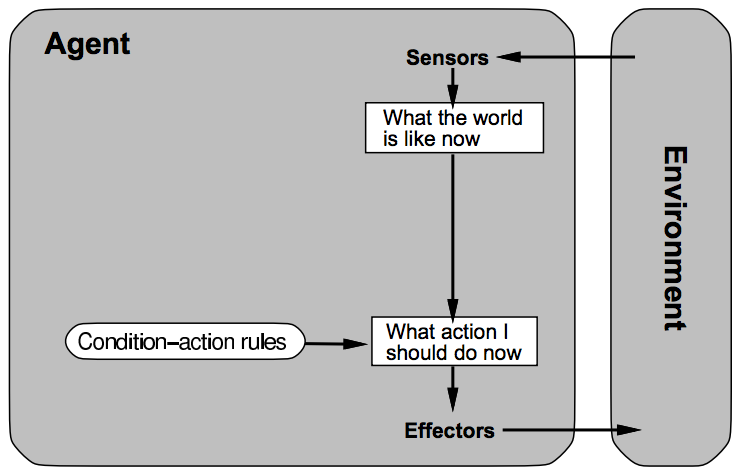 Agent
Sensors
What the world
is like now
Environment
Condition–action rules
What action I
should do now
Effectors